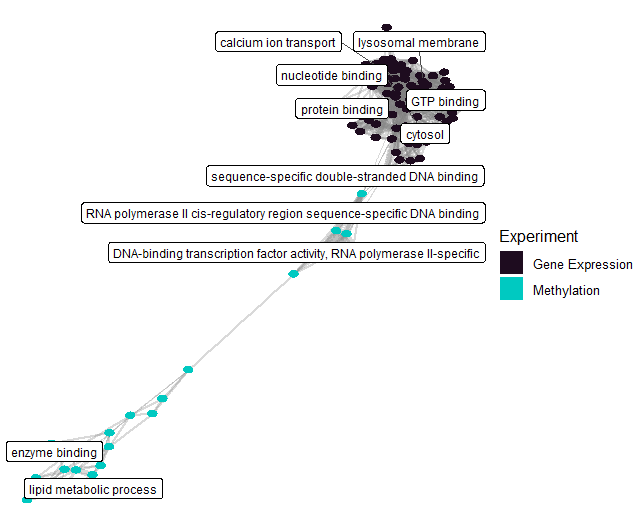 calcium ion transport
lysosomal membrane
nucleotide binding
GTP binding
protein binding
cytosol
sequence-specific double-stranded DNA binding
RNA polymerase II cis-regulatory region sequence-specific DNA binding
DNA-binding transcription factor activity, RNA polymerase II-specific
Experiment
Gene Expression
Methylation
enzyme binding
lipid metabolic process